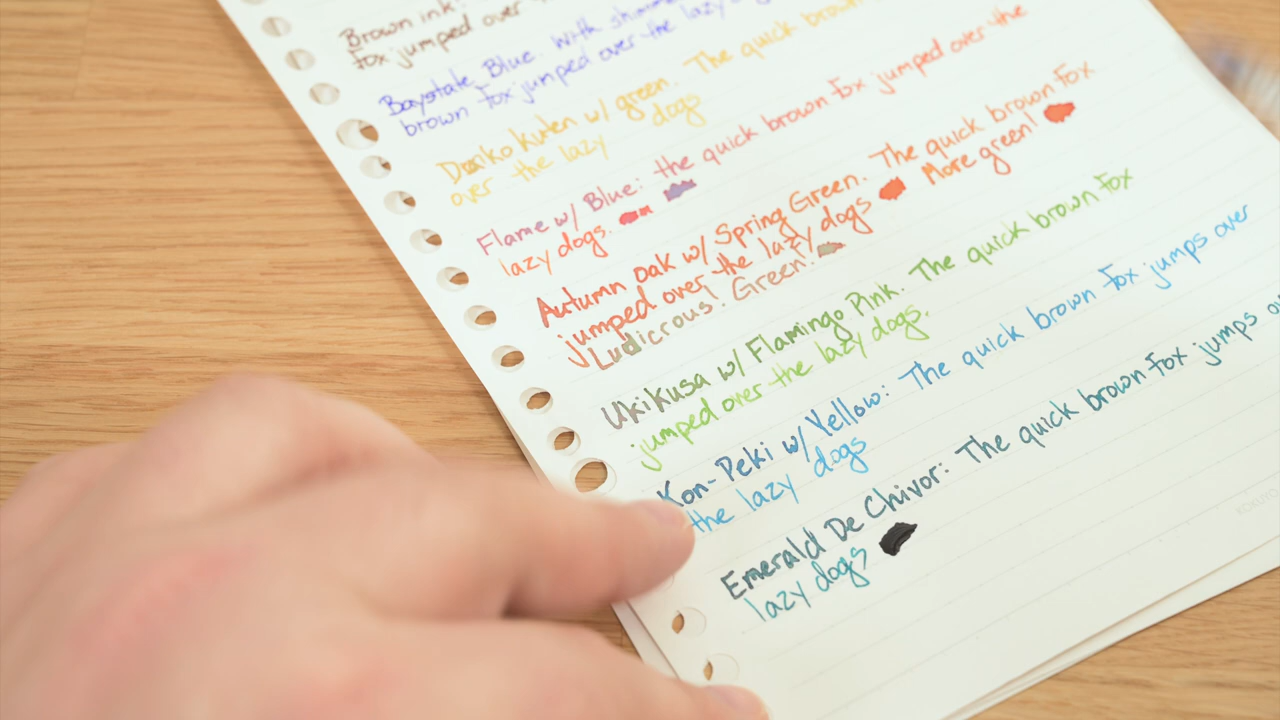 Brown ink:
fox jumped over
Baystate Blue. With shimme
brown fox jumped over the lazy do
Daniko Kuten w/ green. The quick brown
over the lazy dogs
Flame w/ Blue: the quick brown fox jumped over the
lazy dogs.
Autumn Oak w/ Spring Green. The quick brown fox
jumped over the lazy dogs More green!
Ludicrous! Green!
Ukikusa w/ Flamingo Pink. The quick brown fox
jumped over the lazy dogs.
Kon-Peki w/ Yellow: The quick brown fox jumps over
the lazy dogs
Emerald De Chivor: The quick brown fox jumps o
lazy dogs